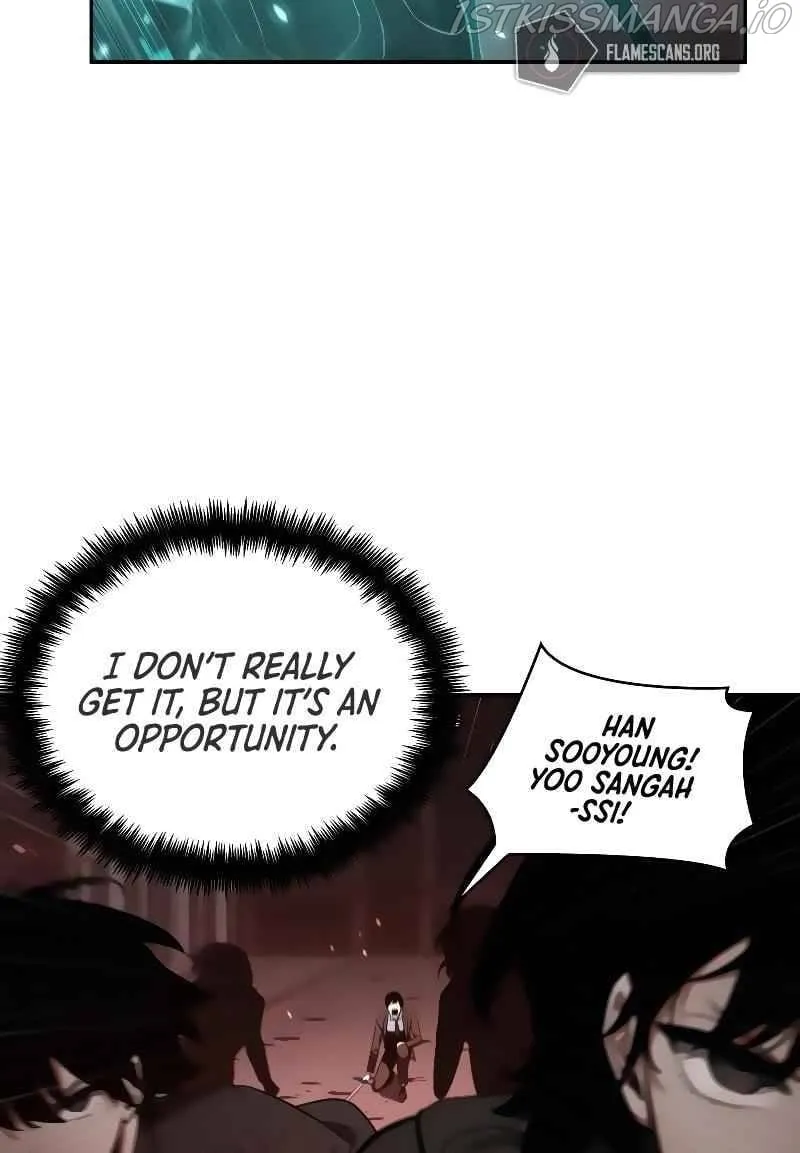 1STKISSMANGA.IO
FLAMESCANS.ORG
I DON'T REALLY
GET IT, BUT IT'S AN
OPPORTUNITY.
HAN
SOOYOUNG!
YOO SANGAH
-SSI!